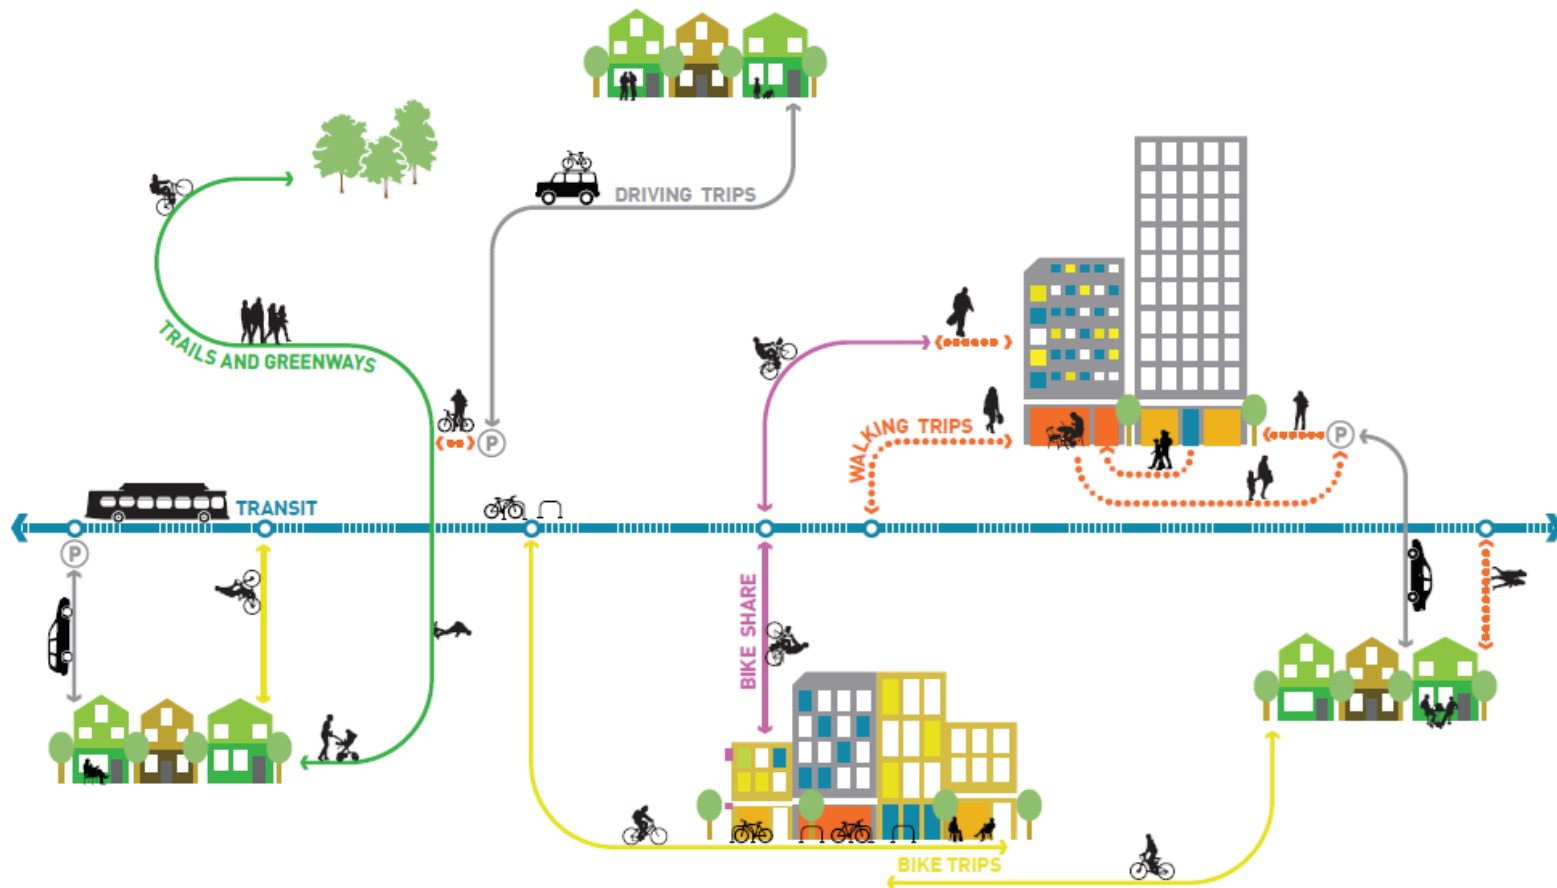 DRIVING TRIPS
TRAILS AND GREENWAYS
WALKING TRIPS
P
P
TRANSIT
P
BIKE SHARE
BIKE TRIPS